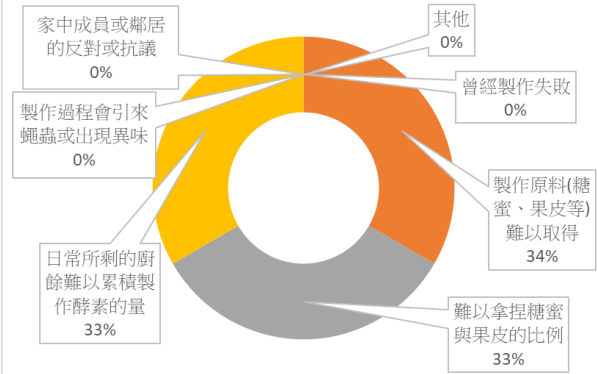 家中成員或鄰居
的反對或抗議
0%
其他
0%
曾經製作失敗
0%
製作過程會引來
蠅蟲或出現異味
0%
製作原料(糖
蜜、果皮等)
難以取得
34%
日常所剩的廚
餘難以累積製
作酵素的量
33%
難以拿捏糖蜜
與果皮的比例
33%